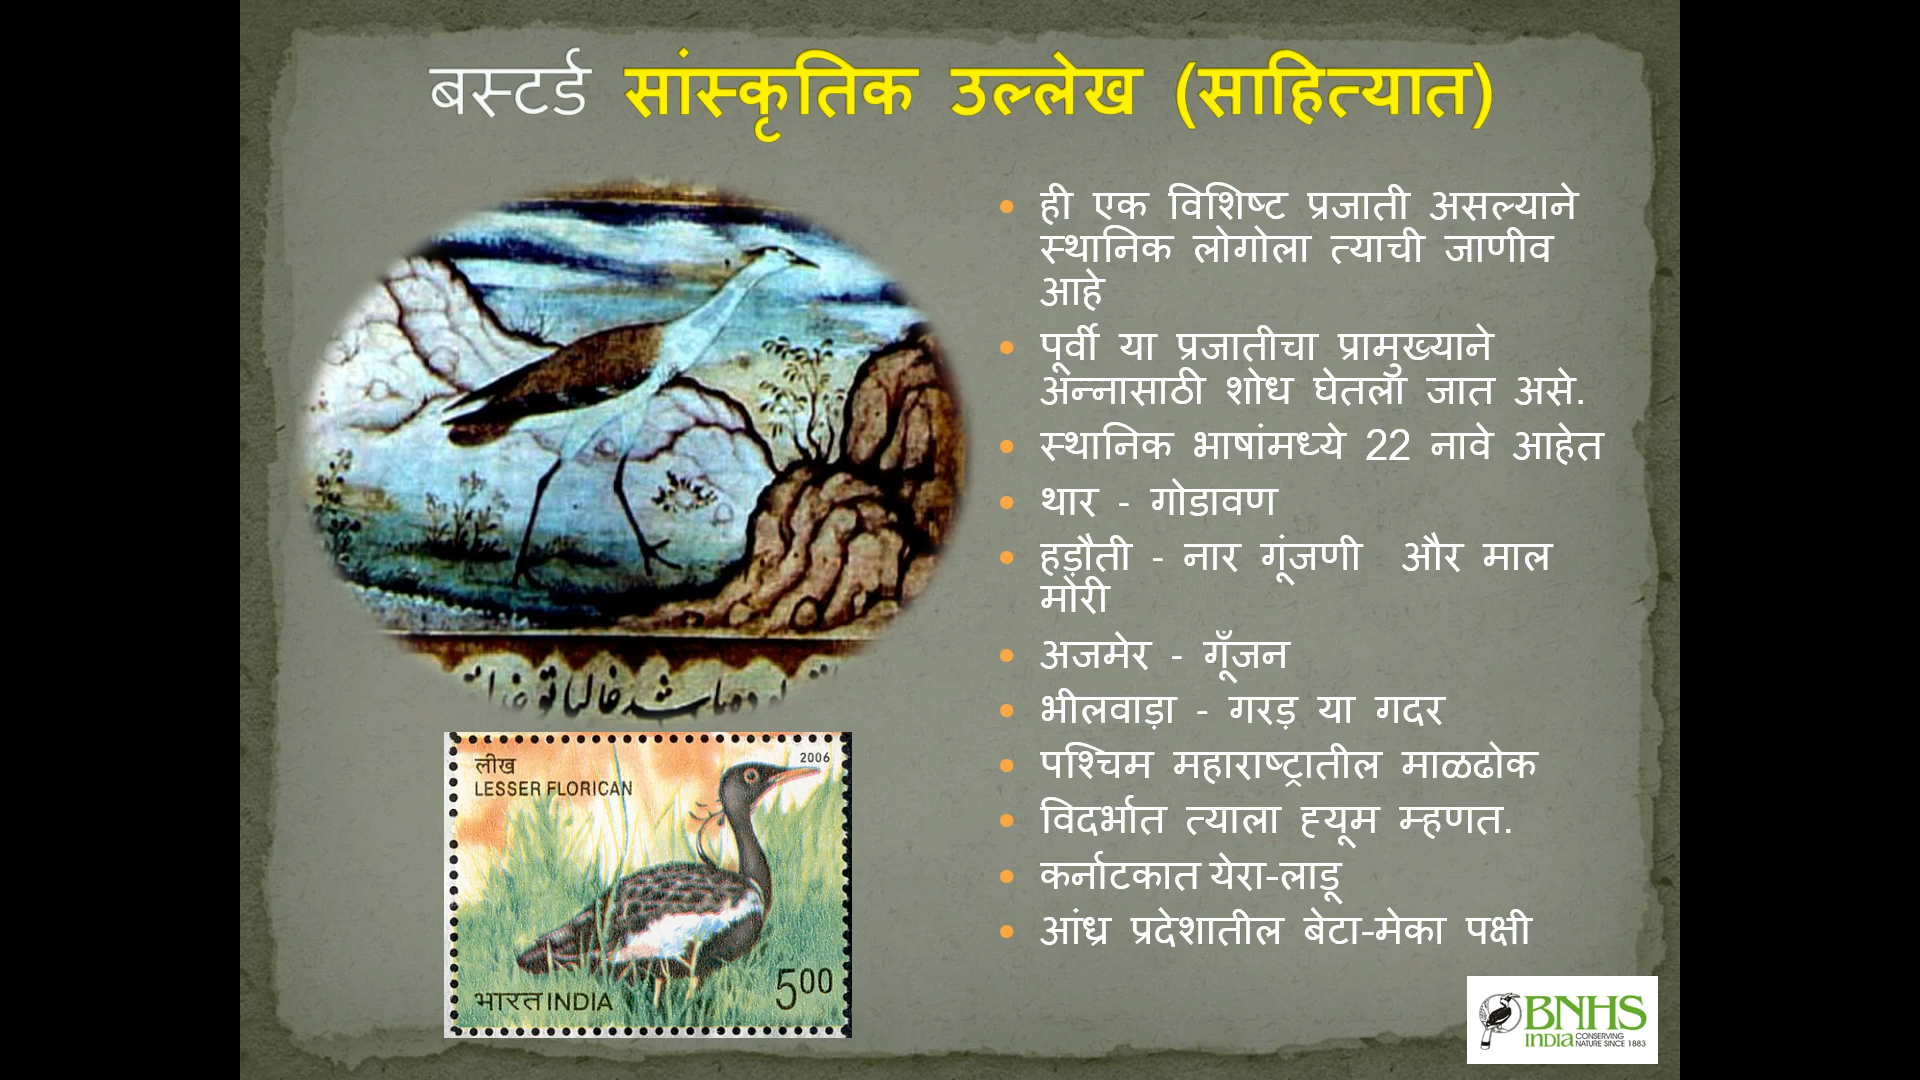 बस्टर्ड सांस्कृतिक उल्लेख (साहित्यात)
ही एक विशिष्ट प्रजाती असल्याने
स्थानिक लोगोला त्याची जाणीव
आहे
पूर्वी या प्रजातीचा प्रामुख्याने
अन्नासाठी शोध घेतला जात असे.
स्थानिक भाषांमध्ये 22 नावे आहेत
थार - गोडावण
हड़ौती - नार गूंजणी और माल
मोरी
अजमेर - गूँजन
भीलवाड़ा - गरड़ या गदर
पश्चिम महाराष्ट्रातील माळढोक
विदर्भात त्याला ह्यूम म्हणत.
कर्नाटकात येरा-लाडू
आंध्र प्रदेशातील बेटा-मेका पक्षी
लीख
2006
LESSER FLORICAN
भारत INDIA
500
BNHS
INDIA CONSERVING
NATURE SINCE 1883